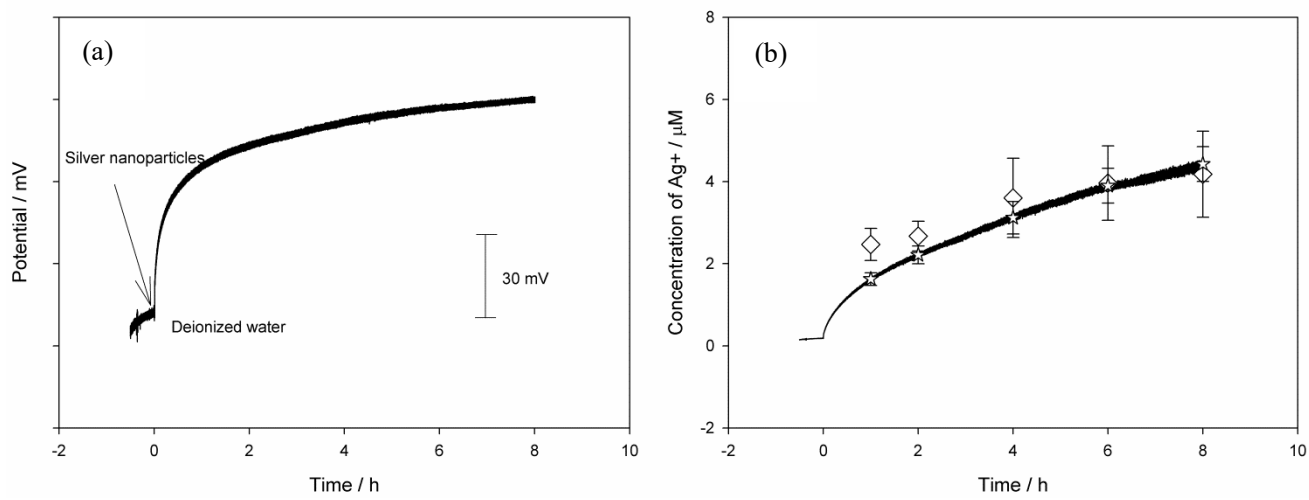 (a)
Potential / mV
Silver nanoparticles
30 mV
Deionized water
-2 0 2 4 6 8 10
Time / h
(b)
Concentration of Ag+ / μM
8
6
4
2
0
-2
-2 0 2 4 6 8 10
Time / h